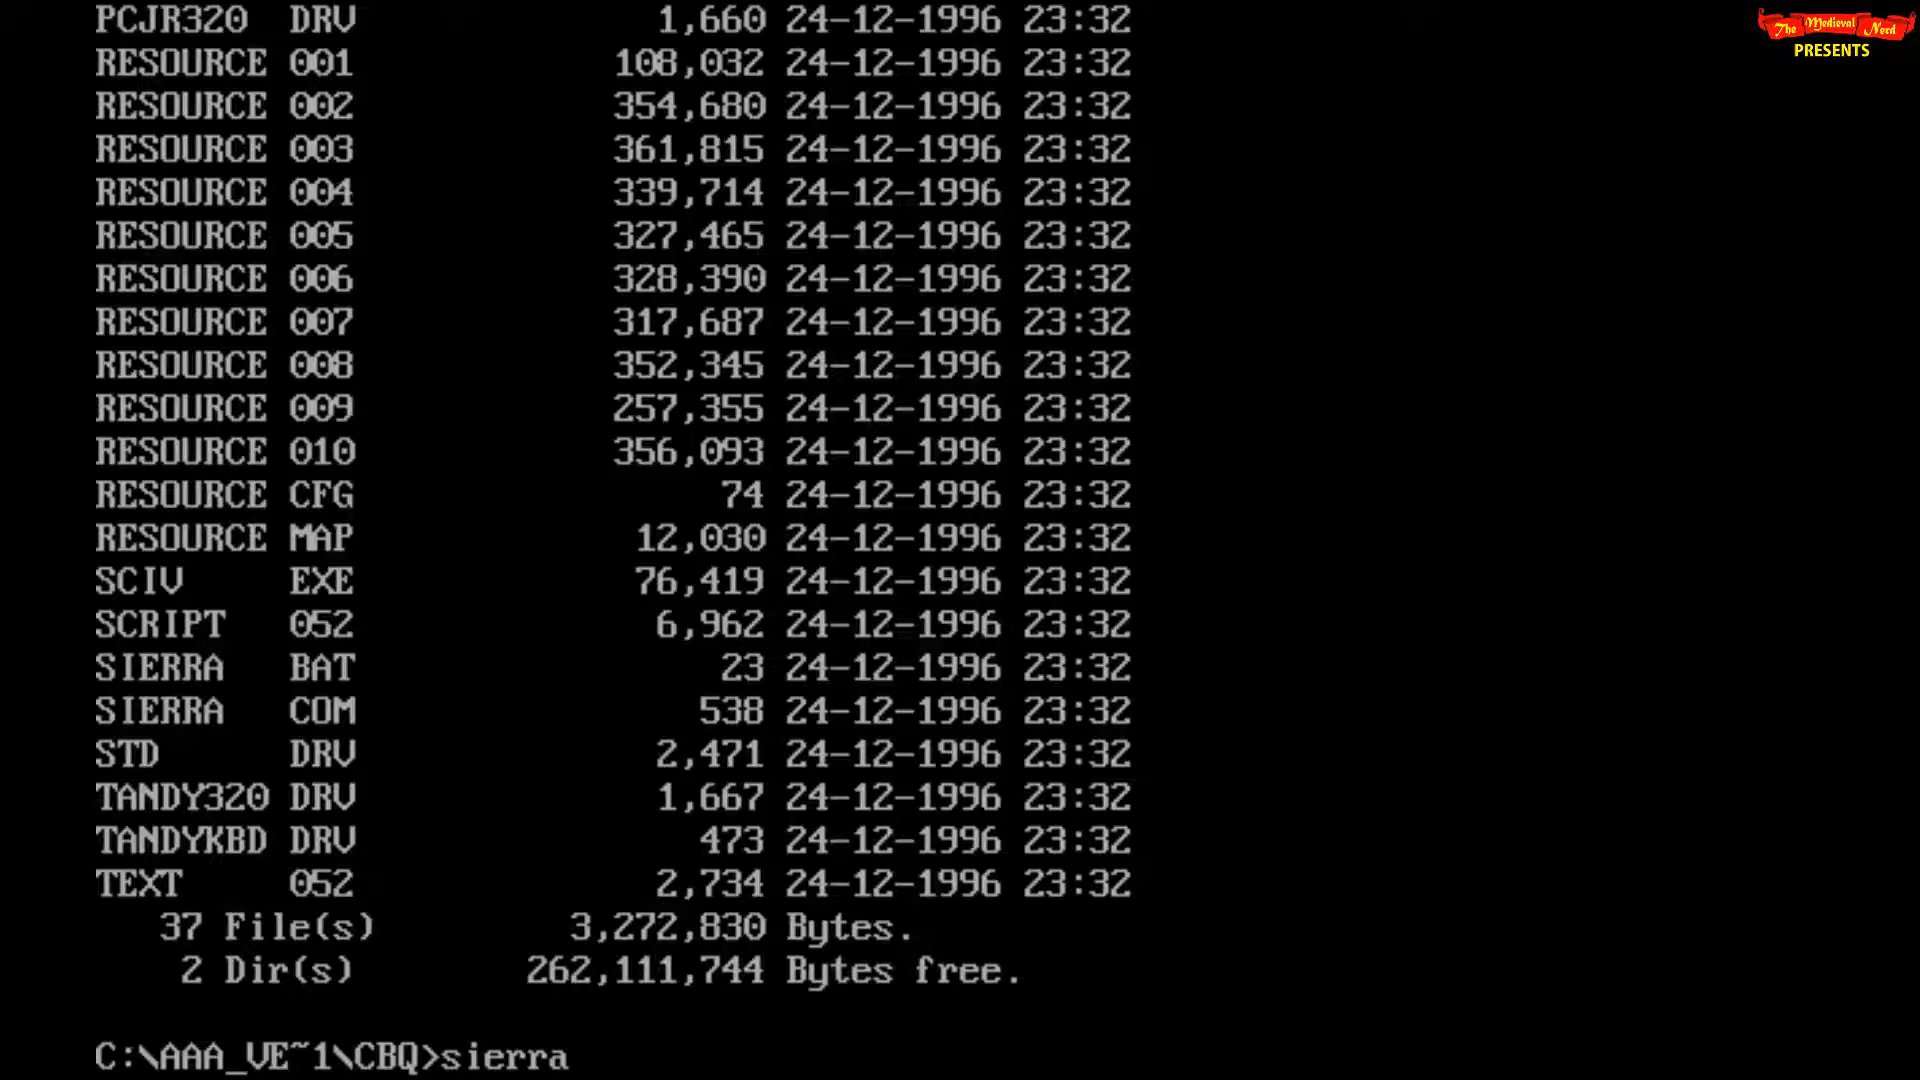 The Medieval Nerd
PRESENTS
PCJR320 DRV 1,660 24-12-1996 23:32
RESOURCE 001 108,032 24-12-1996 23:32
RESOURCE 002 354,680 24-12-1996 23:32
RESOURCE 003 361,815 24-12-1996 23:32
RESOURCE 004 339,714 24-12-1996 23:32
RESOURCE 005 327,465 24-12-1996 23:32
RESOURCE 006 328,390 24-12-1996 23:32
RESOURCE 007 317,687 24-12-1996 23:32
RESOURCE 008 352,345 24-12-1996 23:32
RESOURCE 009 257,355 24-12-1996 23:32
RESOURCE 010 356,093 24-12-1996 23:32
RESOURCE CFG 74 24-12-1996 23:32
RESOURCE MAP 12,030 24-12-1996 23:32
SCIV EXE 76,419 24-12-1996 23:32
SCRIPT 052 6,962 24-12-1996 23:32
SIERRA BAT 23 24-12-1996 23:32
SIERRA COM 538 24-12-1996 23:32
STD DRV 2,471 24-12-1996 23:32
TANDY320 DRV 1,667 24-12-1996 23:32
TANDYKBD DRV 473 24-12-1996 23:32
TEXT 052 2,734 24-12-1996 23:32
37 File(s) 3,272,830 Bytes.
2 Dir(s) 262,111,744 Bytes free.
C:\AAA_VE~1\CBQ>sierra